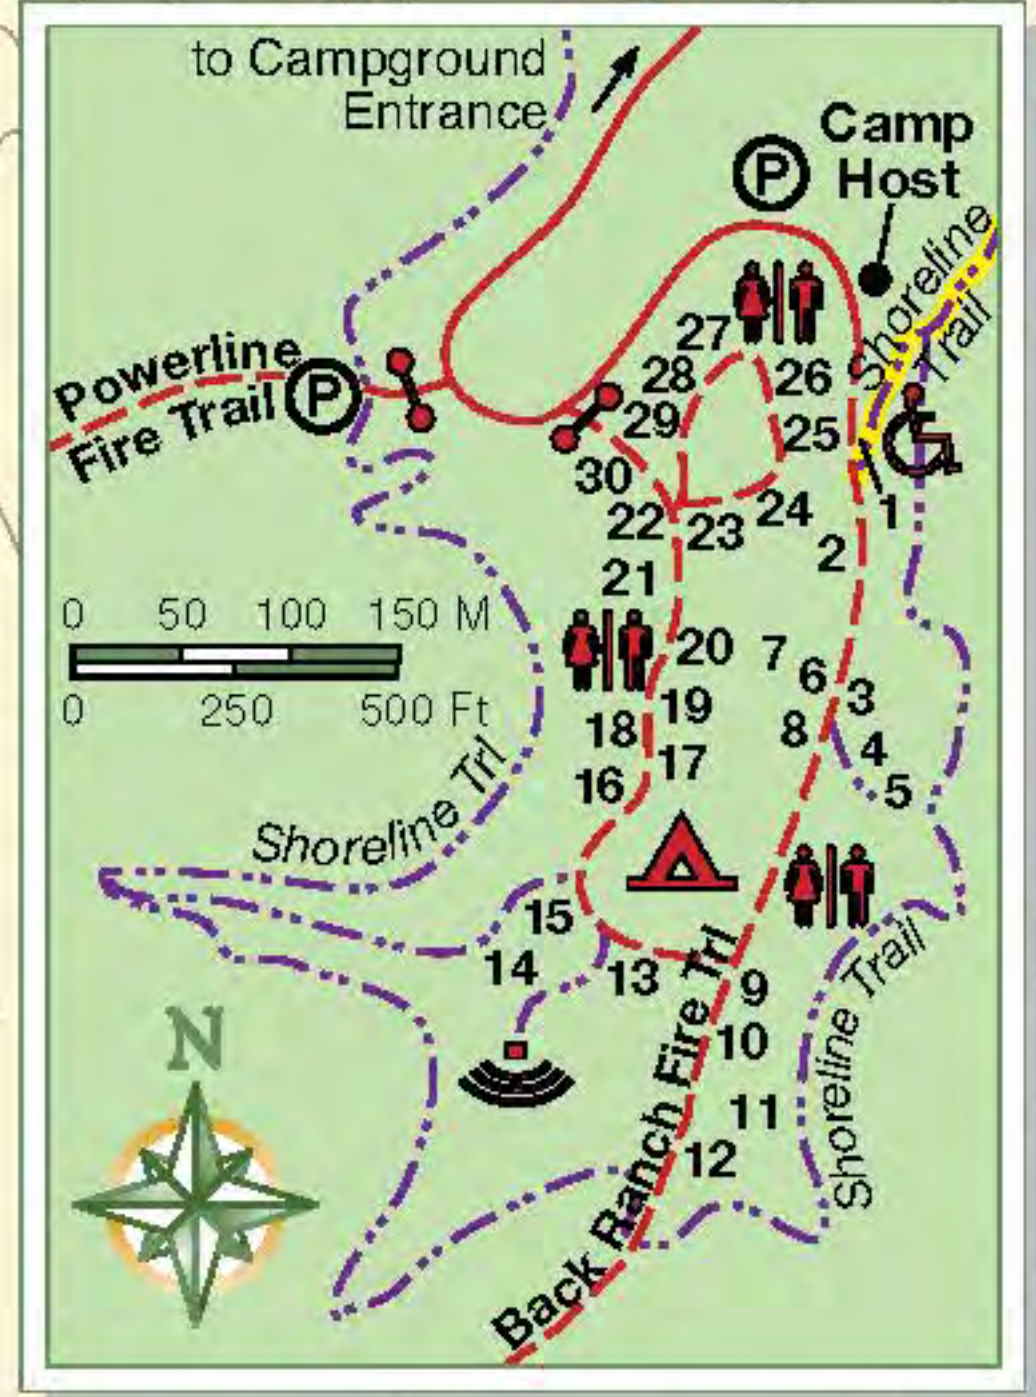 to Campground
Entrance
Camp
Host
P
Shoreline
Trail
Powerline
Fire Trail
P
27
28
26
29
25
30
24
1
22
23
2
21
0 50 100 150 M
0 250 500 Ft
20
7
6
3
19
18
8
4
17
16
5
Shoreline Trl
15
14
13
9
10
11
12
Shoreline Trail
Back Ranch Fire Trl
N